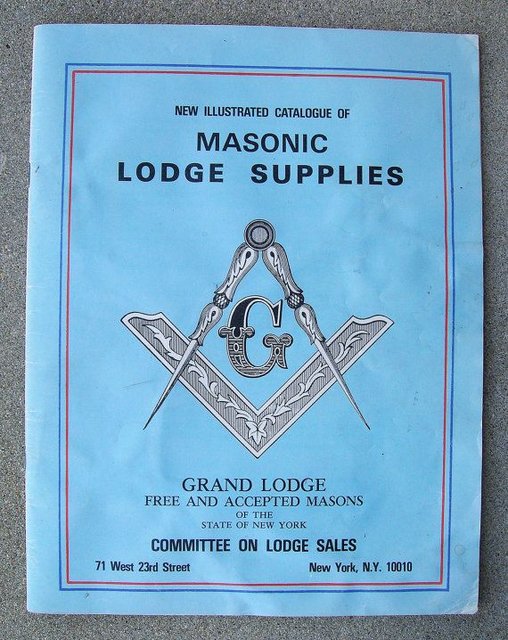 NEW ILLUSTRATED CATALOGUE OF
MASONIC
LODGE SUPPLIES
G
GRAND LODGE
FREE AND ACCEPTED MASONS
OF THE
STATE OF NEW YORK
COMMITTEE ON LODGE SALES
71 West 23rd Street New York, N.Y. 10010